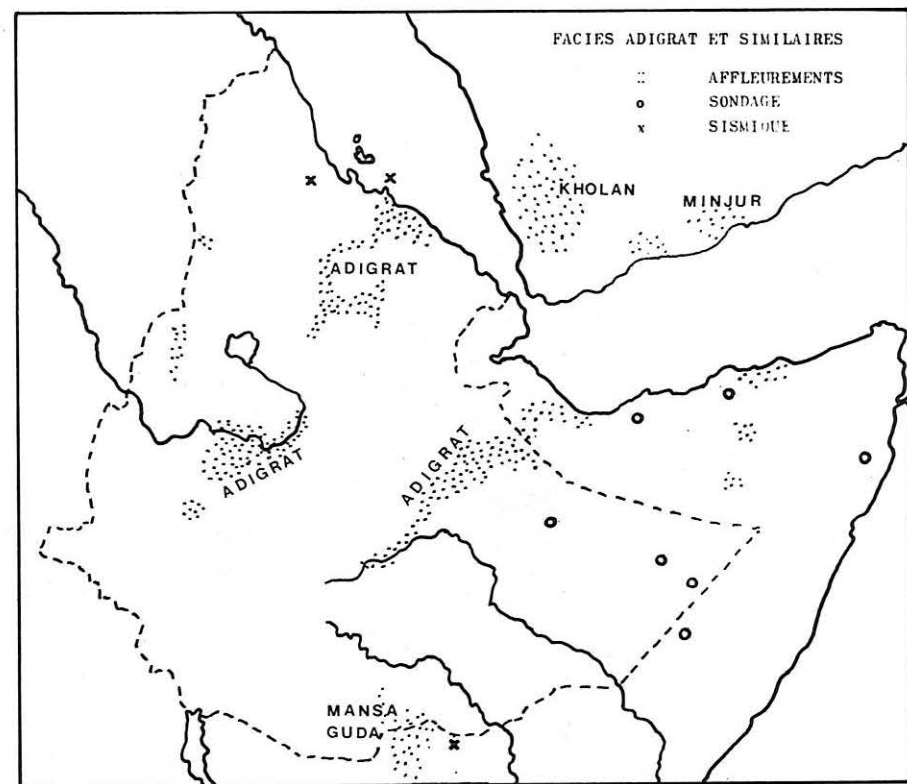 FACIES ADIGRAT ET SIMILAIRES
AFFLEUREMENTS
SONDAGE
SISMIQUE
KHOLAN
MINJUR
ADIGRAT
ADIGRAT
ADIGRAT
MANSA
GUDA